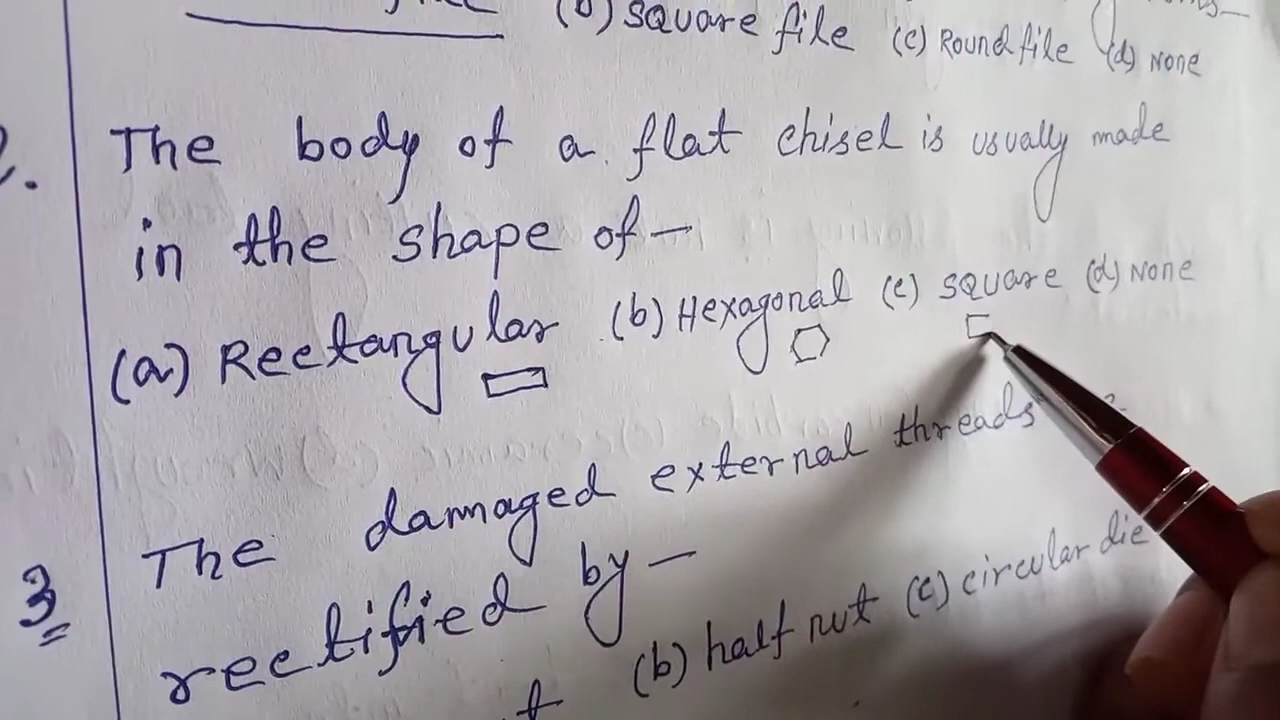 (b) square file (c) Round file (d) None
The body of a flat chisel is usually made
in the shape of -
(a) Rectangular (b) Hexagonal (c) square (d) None
3 The damaged external threads
rectified by -
(b) half nut (c) circular die